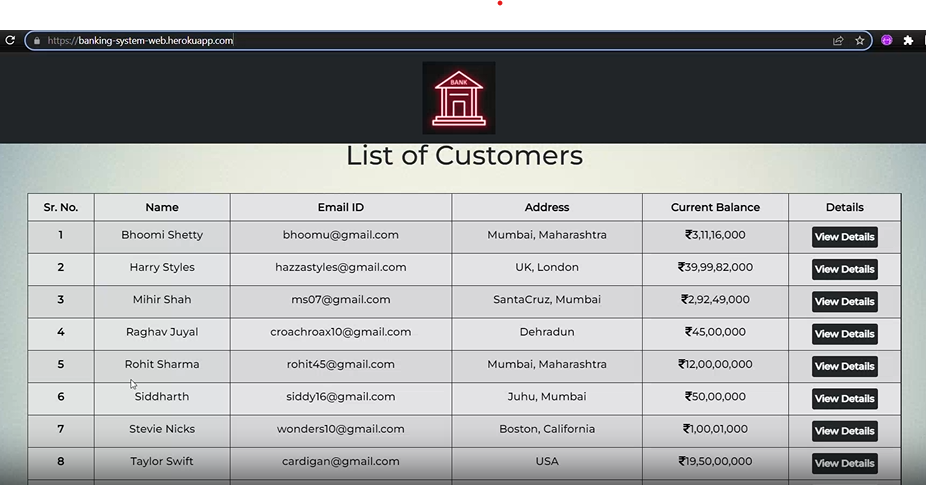 https://banking-system-web.herokuapp.com
BANK
List of Customers
Sr. No. Name Email ID Address Current Balance Details
1 Bhoomi Shetty bhoomu@gmail.com Mumbai, Maharashtra ₹3,11,16,000 View Details
2 Harry Styles hazzastyles@gmail.com UK, London ₹39,99,82,000 View Details
3 Mihir Shah ms07@gmail.com SantaCruz, Mumbai ₹2,92,49,000 View Details
4 Raghav Juyal croachroax10@gmail.com Dehradun ₹45,00,000 View Details
5 Rohit Sharma rohit45@gmail.com Mumbai, Maharashtra ₹12,00,00,000 View Details
6 Siddharth siddy16@gmail.com Juhu, Mumbai ₹50,00,000 View Details
7 Stevie Nicks wonders10@gmail.com Boston, California ₹1,00,01,000 View Details
8 Taylor Swift cardigan@gmail.com USA ₹19,50,00,000 View Details